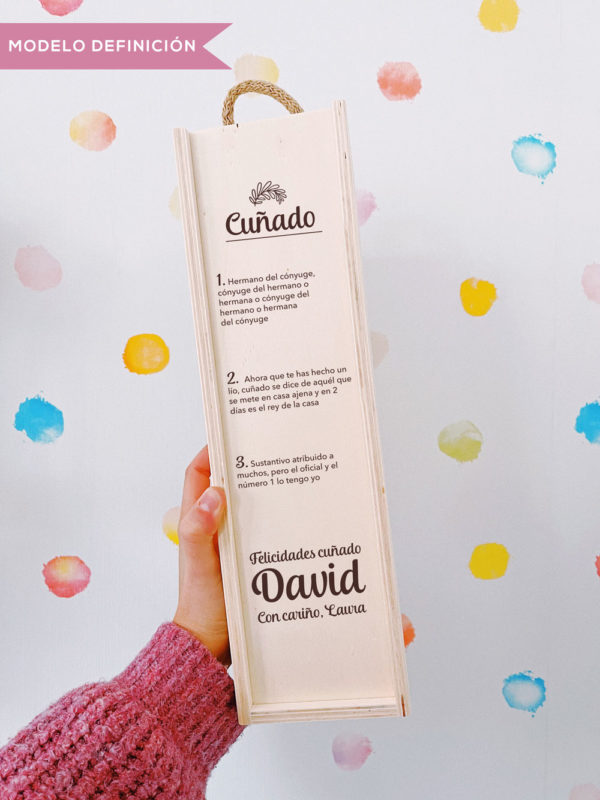 MODELO DEFINICIÓN
Cuñado
1. Hermano del cónyuge,
cónyuge del hermano o
hermana o cónyuge del
hermano o hermana
del cónyuge
2. Ahora que te has hecho un
lío, cuñado se dice de aquél que
se mete en casa ajena y en 2
días es el rey de la casa
3. Sustantivo atribuido a
muchos, pero el oficial y el
número 1 lo tengo yo
Felicidades cuñado
David
Con cariño, Laura